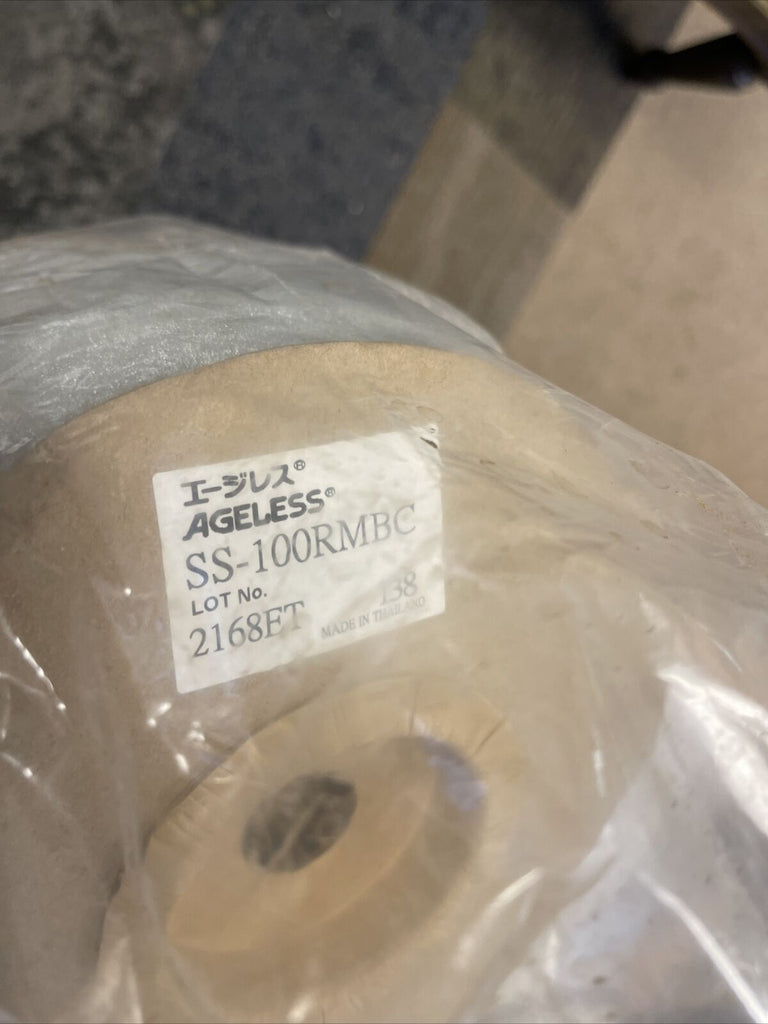 エージレス®
AGELESS®
SS-100RMBC
LOT No.
2168ET 138
MADE IN THAILAND